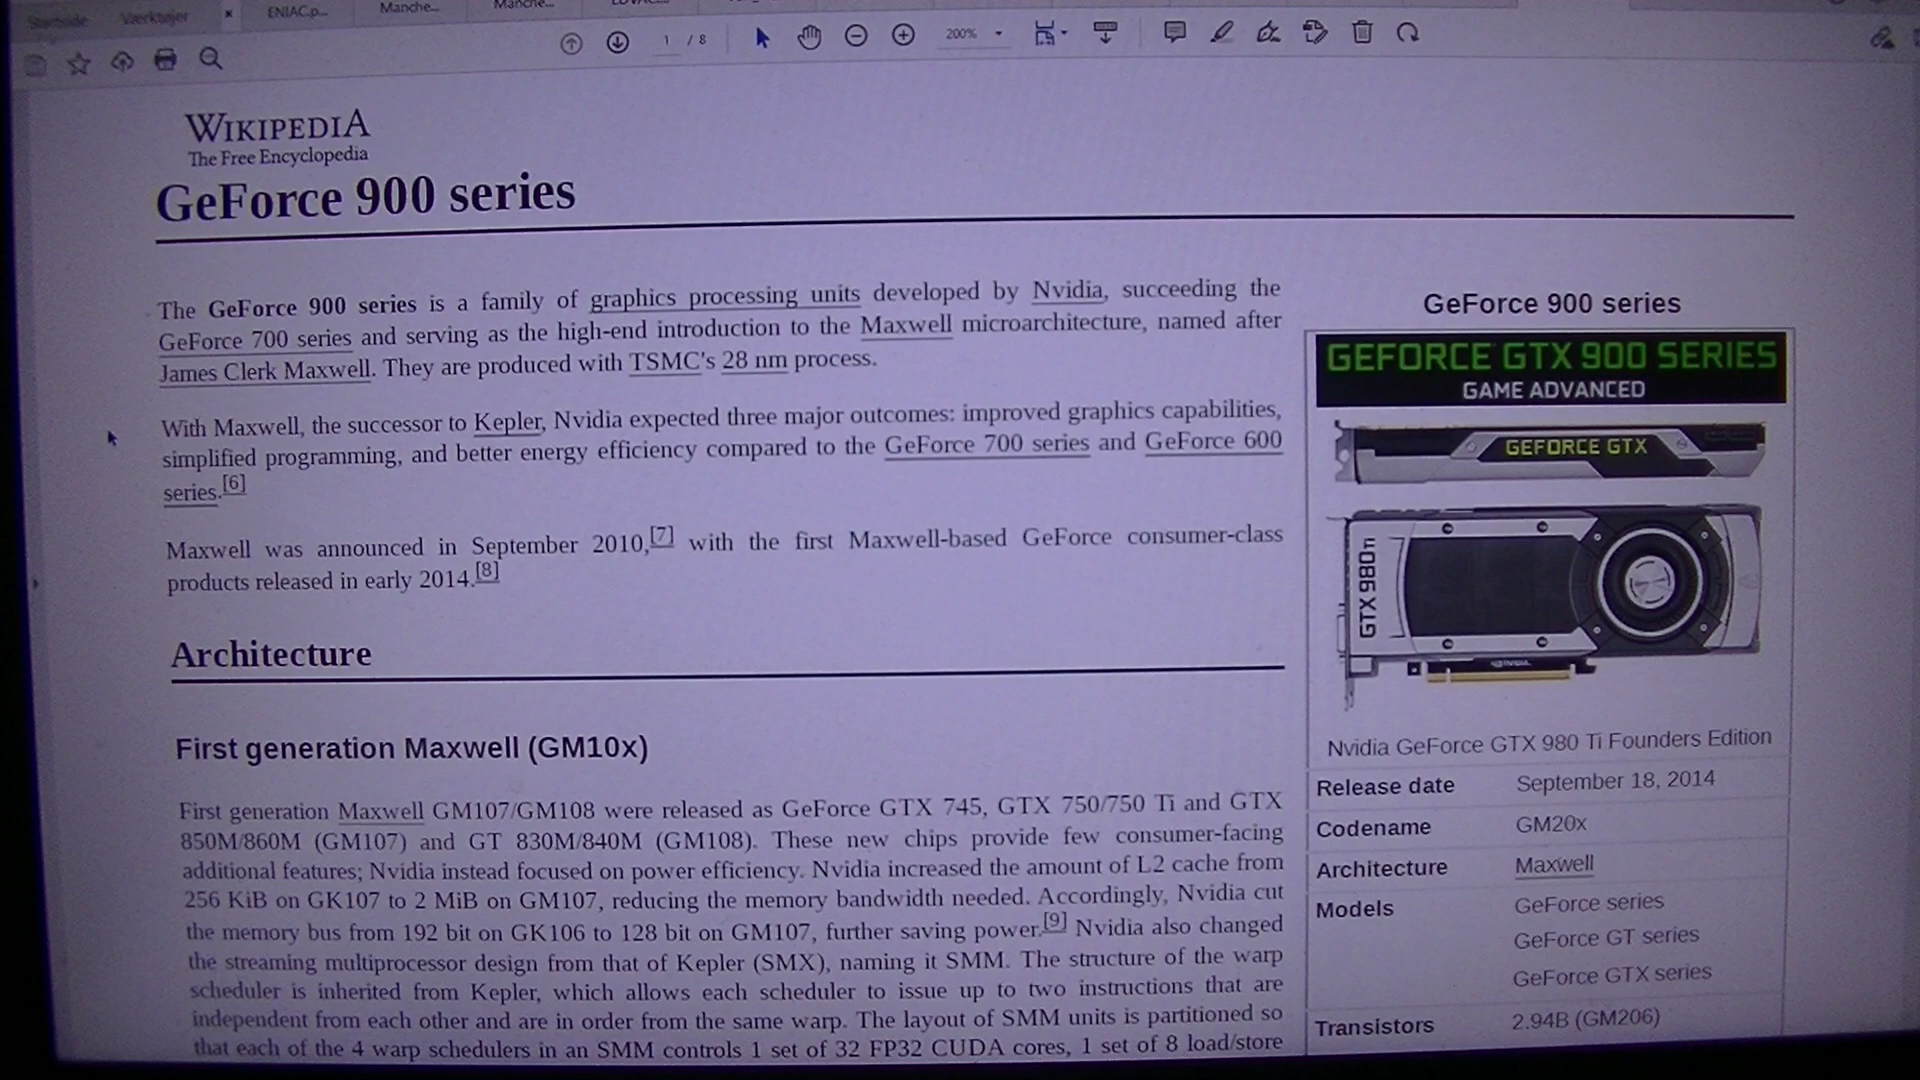 Startside Værktøjer ENIAC.p... Manche... Manche...
1 / 8 200%
WIKIPEDIA
The Free Encyclopedia
GeForce 900 series
The GeForce 900 series is a family of graphics processing units developed by Nvidia, succeeding the
GeForce 700 series and serving as the high-end introduction to the Maxwell microarchitecture, named after
James Clerk Maxwell. They are produced with TSMC's 28 nm process.
With Maxwell, the successor to Kepler, Nvidia expected three major outcomes: improved graphics capabilities,
simplified programming, and better energy efficiency compared to the GeForce 700 series and GeForce 600
series.[6]
Maxwell was announced in September 2010,[7] with the first Maxwell-based GeForce consumer-class
products released in early 2014.[8]
Architecture
First generation Maxwell (GM10x)
First generation Maxwell GM107/GM108 were released as GeForce GTX 745, GTX 750/750 Ti and GTX
850M/860M (GM107) and GT 830M/840M (GM108). These new chips provide few consumer-facing
additional features; Nvidia instead focused on power efficiency. Nvidia increased the amount of L2 cache from
256 KiB on GK107 to 2 MiB on GM107, reducing the memory bandwidth needed. Accordingly, Nvidia cut
the memory bus from 192 bit on GK106 to 128 bit on GM107, further saving power.[9] Nvidia also changed
the streaming multiprocessor design from that of Kepler (SMX), naming it SMM. The structure of the warp
scheduler is inherited from Kepler, which allows each scheduler to issue up to two instructions that are
independent from each other and are in order from the same warp. The layout of SMM units is partitioned so
that each of the 4 warp schedulers in an SMM controls 1 set of 32 FP32 CUDA cores, 1 set of 8 load/store
GeForce 900 series
GEFORCE GTX 900 SERIES
GAME ADVANCED
GEFORCE GTX
GTX 980Ti
NVIDIA
Nvidia GeForce GTX 980 Ti Founders Edition
Release date September 18, 2014
Codename GM20x
Architecture Maxwell
Models GeForce series
GeForce GT series
GeForce GTX series
Transistors 2.94B (GM206)